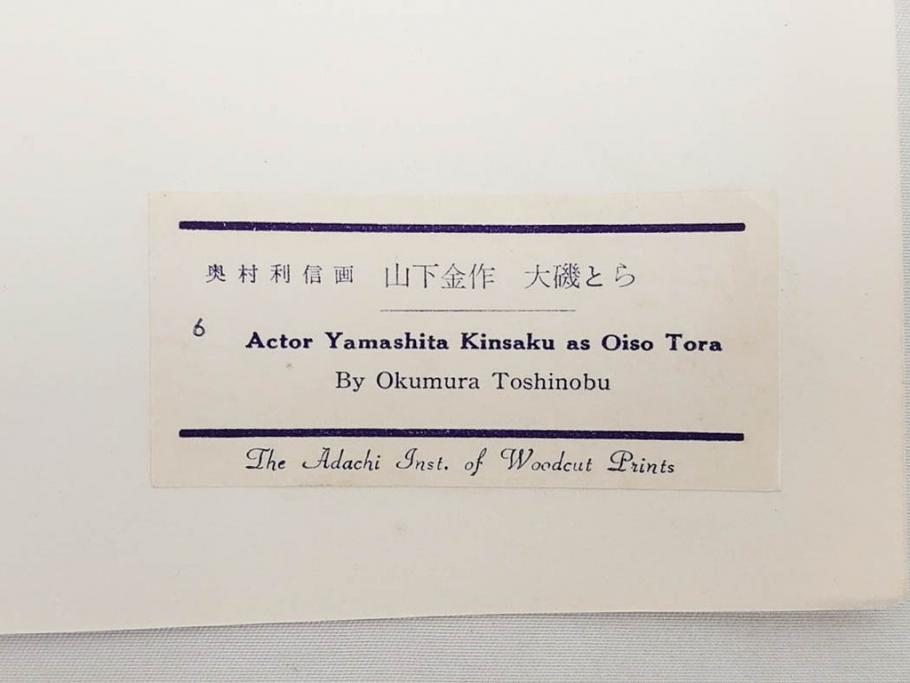 奥村利信画 山下金作 大磯とら
6 Actor Yamashita Kinsaku as Oiso Tora
By Okumura Toshinobu
The Adachi Inst. of Woodcut Prints